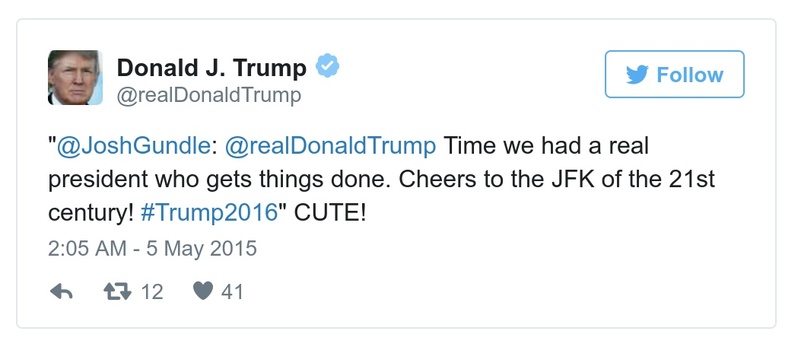 Donald J. Trump
@realDonaldTrump
Follow
"@JoshGundle: @realDonaldTrump Time we had a real
president who gets things done. Cheers to the JFK of the 21st
century! #Trump2016" CUTE!
2:05 AM - 5 May 2015
12 41